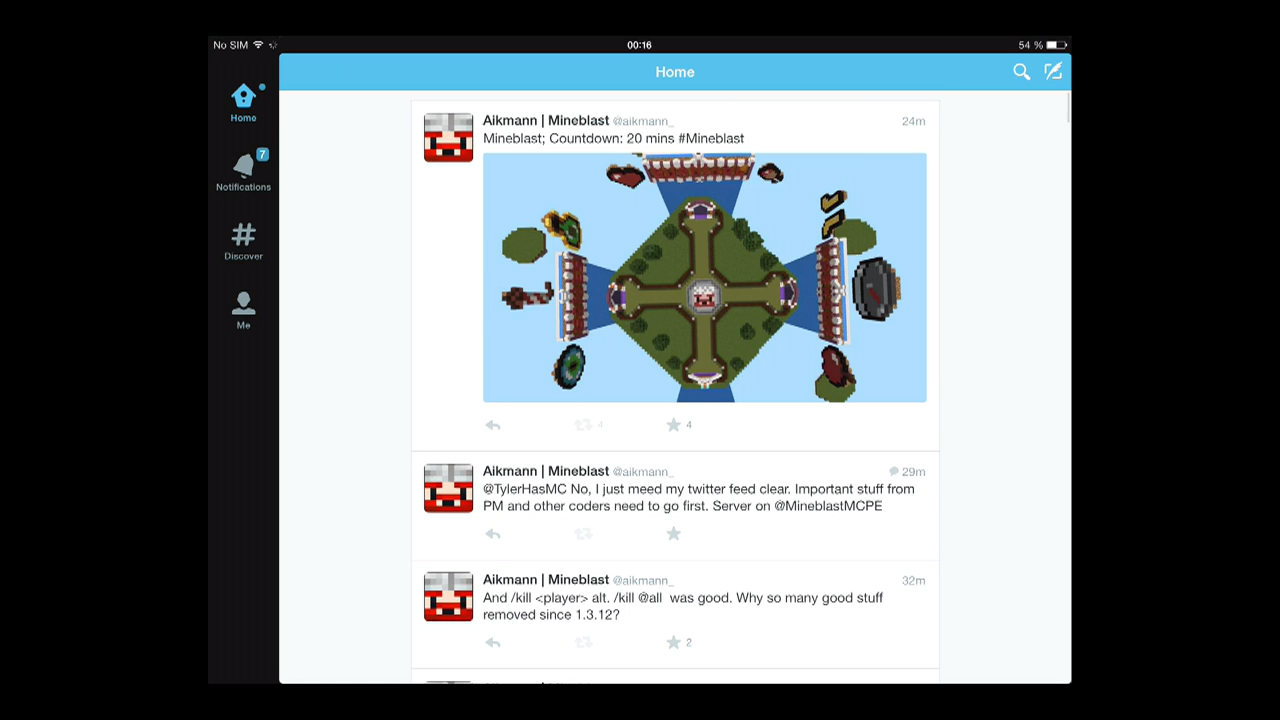 No SIM
00:16
54 %
Home
Home
7
Notifications
Discover
Me
Aikmann | Mineblast @aikmann_
24m
Mineblast; Countdown: 20 mins #Mineblast
4
4
Aikmann | Mineblast @aikmann_
29m
@TylerHasMC No, I just meed my twitter feed clear. Important stuff from
PM and other coders need to go first. Server on @MineblastMCPE
Aikmann | Mineblast @aikmann_
32m
And /kill <player> alt. /kill @all was good. Why so many good stuff
removed since 1.3.12?
2